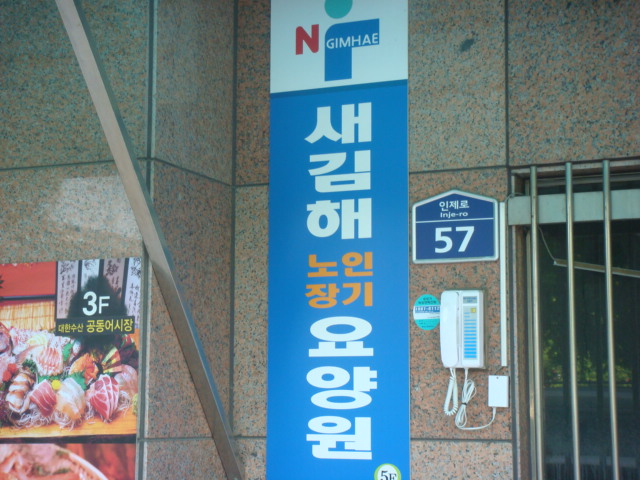 N
GIMHAE
새
김
해
노인
장기
요
양
원
5F
인제로
Inje-ro
57
3F
대한수산 공동어시장